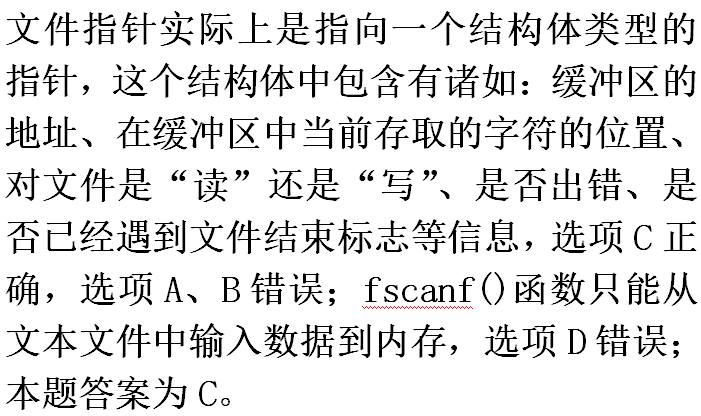 文件指针实际上是指向一个结构体类型的
指针，这个结构体中包含有诸如：缓冲区的
地址、在缓冲区中当前存取的字符的位置、
对文件是“读”还是“写”、是否出错、是
否已经遇到文件结束标志等信息，选项C正
确，选项A、B错误；fscanf()函数只能从
文本文件中输入数据到内存，选项D错误；
本题答案为C。